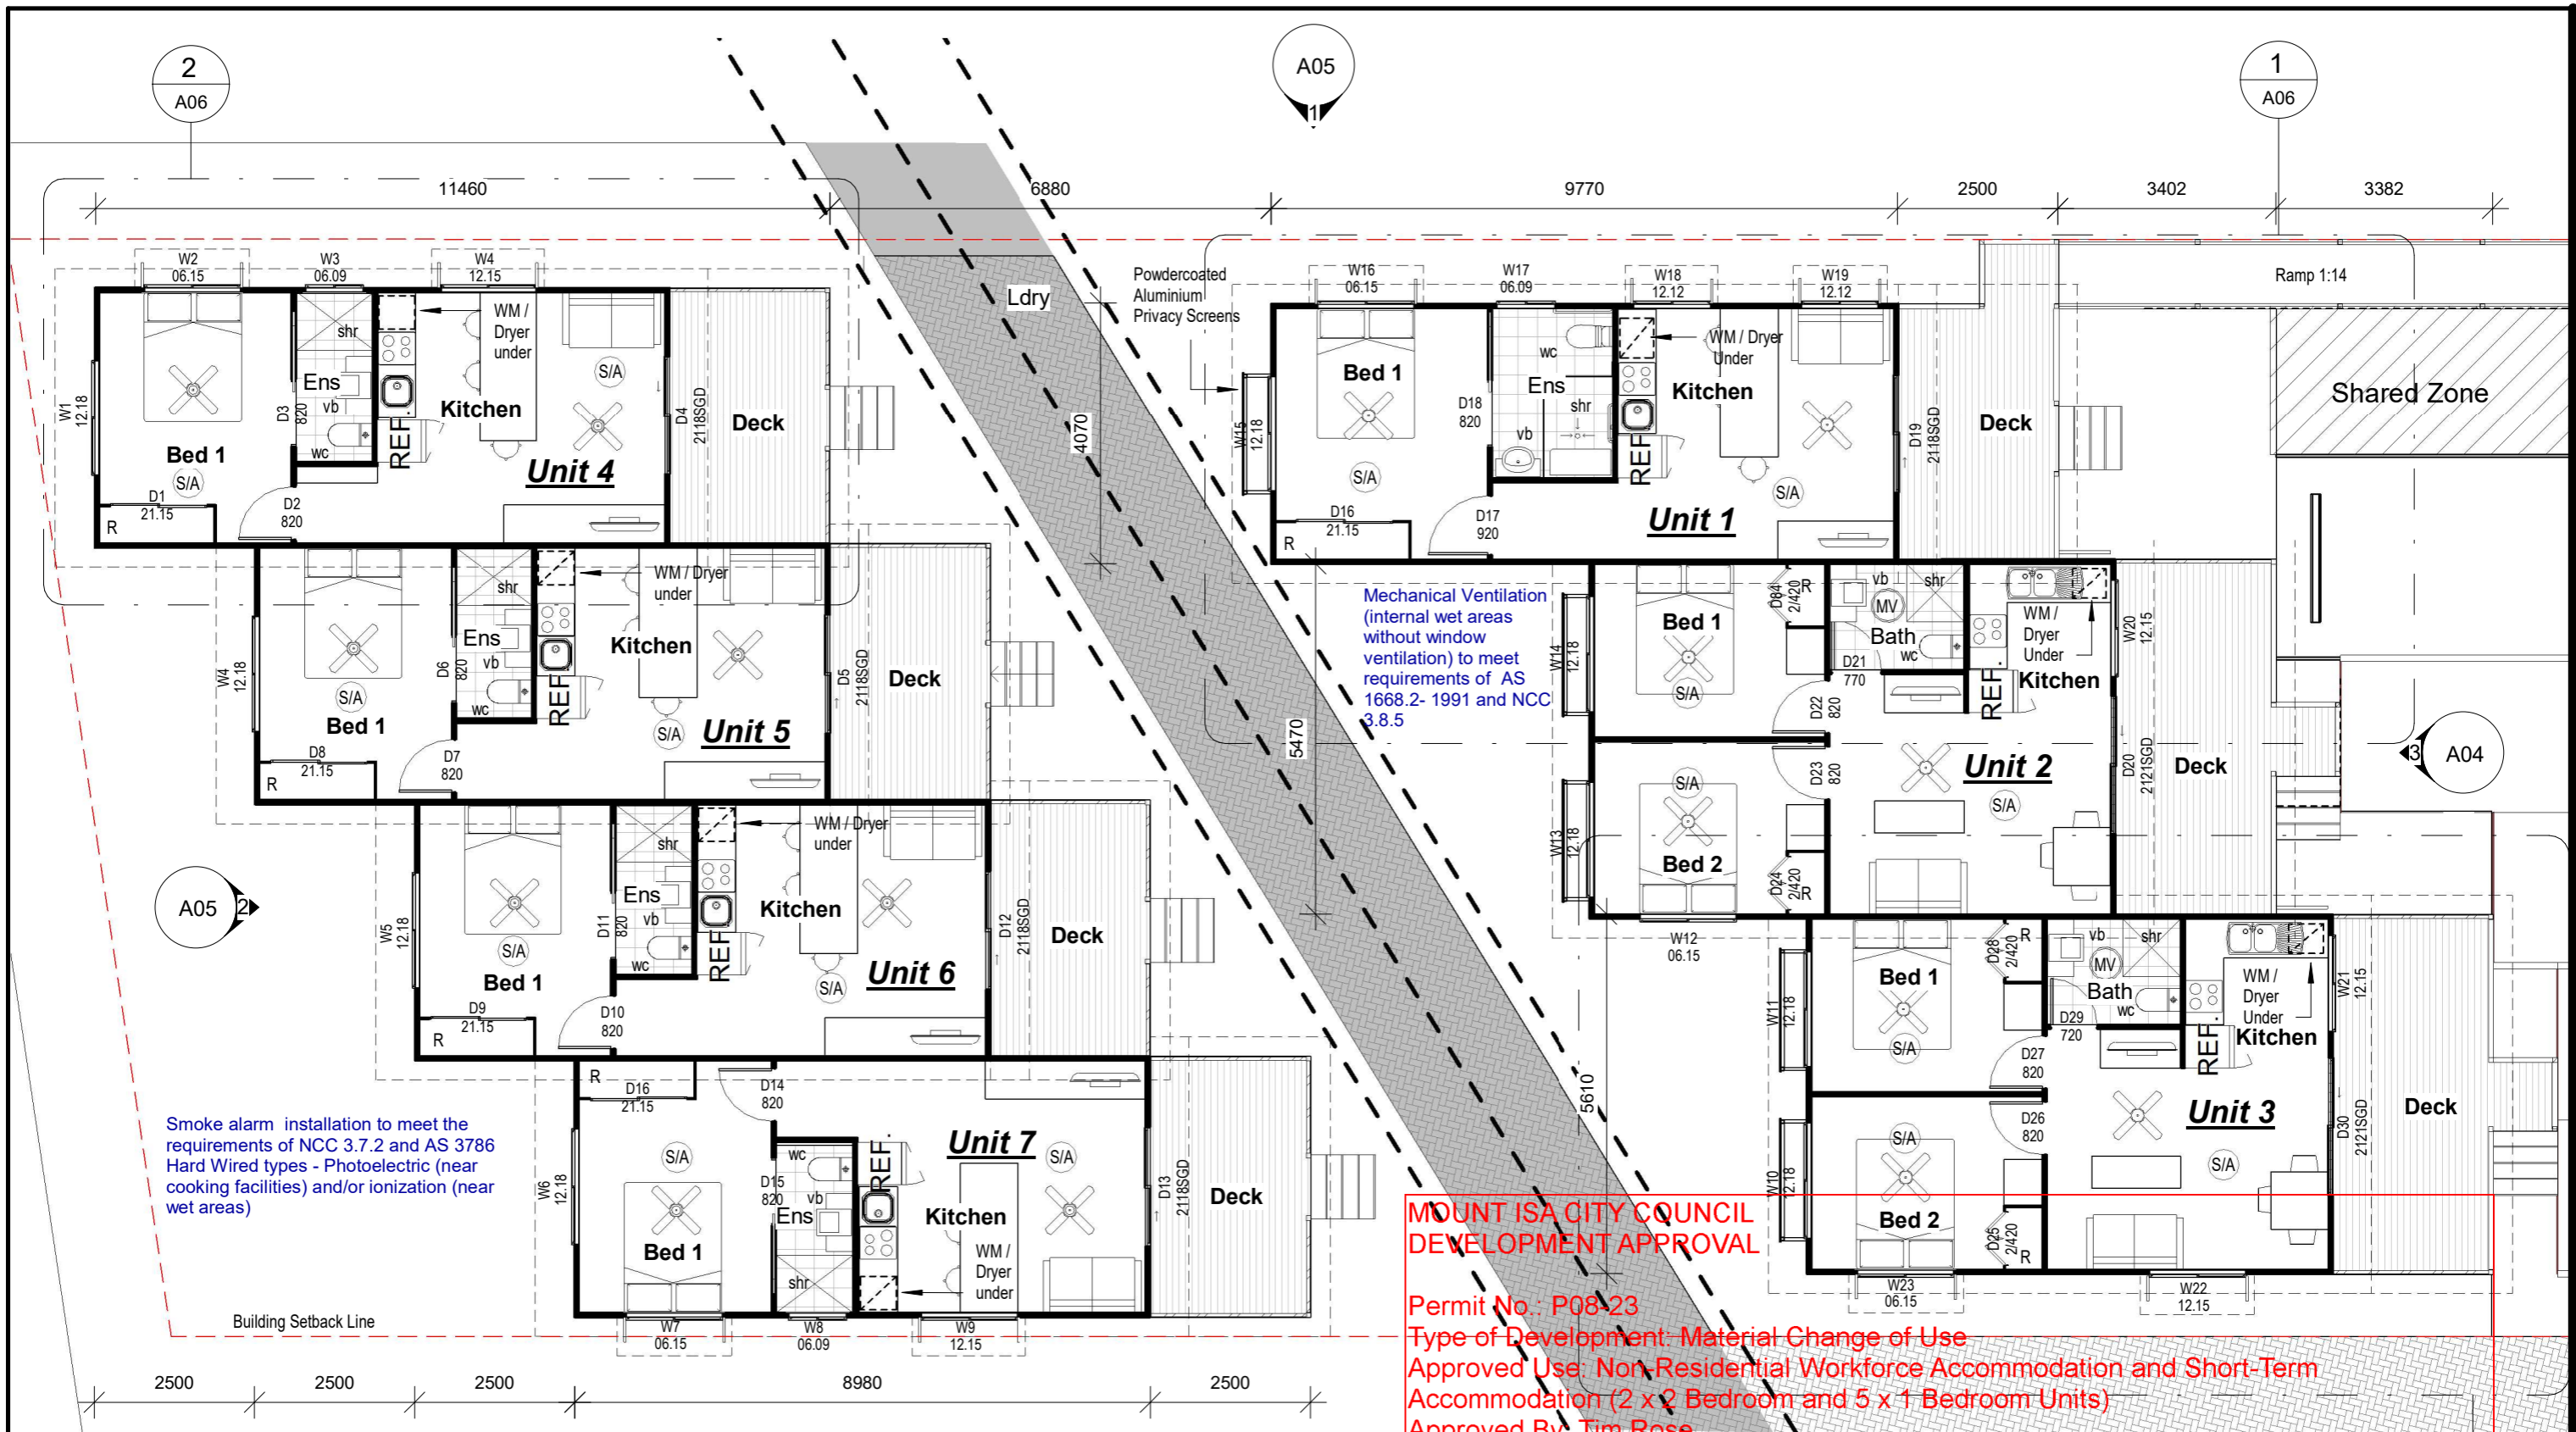 2
A06
A05
1
1
A06
11460
6880
9770
2500
3402
3382
W2
06.15
W3
06.09
W4
12.15
W1
12.18
Bed 1
S/A
D1
21.15
R
D2
820
D3
820
Ens
shr
vb
wc
WM /
Dryer
under
Kitchen
REF.
S/A
Unit 4
D4
2118SGD
Deck
Ldry
4070
5470
5610
Powdercoated
Aluminium
Privacy Screens
W16
06.15
W17
06.09
W18
12.12
W19
12.12
W15
12.18
Bed 1
S/A
D16
21.15
R
D17
920
D18
820
Ens
wc
shr
vb
WM / Dryer
Under
Kitchen
REF
S/A
Unit 1
D19
2118SGD
Deck
Ramp 1:14
Shared Zone
W4
12.18
S/A
Bed 1
D8
21.15
R
D7
820
D6
820
Ens
shr
vb
wc
WM / Dryer
under
Kitchen
REF.
S/A
Unit 5
D5
2118SGD
Deck
Mechanical Ventilation
(internal wet areas
without window
ventilation) to meet
requirements of AS
1668.2- 1991 and NCC
3.8.5
W14
12.18
Bed 1
S/A
D84
2/420
R
vb
shr
MV
Bath
wc
D21
770
D22
820
WM /
Dryer
Under
Kitchen
REF
W20
12.15
W13
12.18
S/A
Bed 2
D23
820
D24
2/420
R
W12
06.15
Unit 2
S/A
D20
2121SGD
Deck
3
A04
A05
2
W5
12.18
S/A
Bed 1
D9
21.15
R
D10
820
D11
820
Ens
shr
vb
wc
WM / Dryer
under
Kitchen
REF.
S/A
Unit 6
D12
2118SGD
Deck
W11
12.18
Bed 1
S/A
D28
2/420
R
vb
shr
MV
Bath
wc
D29
720
D27
820
WM /
Dryer
Under
Kitchen
REF
W21
12.15
W10
12.18
S/A
Bed 2
D26
820
D25
2/420
R
W23
06.15
W22
12.15
Unit 3
S/A
D30
2121SGD
Deck
Smoke alarm installation to meet the
requirements of NCC 3.7.2 and AS 3786
Hard Wired types - Photoelectric (near
cooking facilities) and/or ionization (near
wet areas)
R
D16
21.15
D14
820
W6
12.18
S/A
Bed 1
D15
820
wc
vb
Ens
shr
REF.
Unit 7
S/A
Kitchen
WM /
Dryer
under
D13
2118SGD
Deck
W7
06.15
W8
06.09
W9
12.15
Building Setback Line
2500
2500
2500
8980
2500
MOUNT ISA CITY COUNCIL
DEVELOPMENT APPROVAL
Permit No.: P08-23
Type of Development: Material Change of Use
Approved Use: Non-Residential Workforce Accommodation and Short-Term
Accommodation (2 x 2 Bedroom and 5 x 1 Bedroom Units)
Approved By: Tim Rose